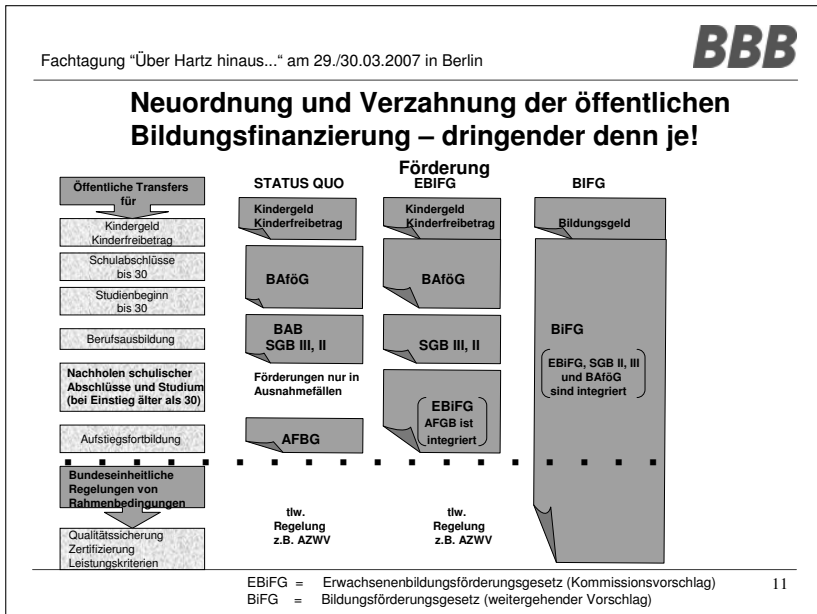 Fachtagung “Über Hartz hinaus...“ am 29./30.03.2007 in Berlin
BBB
Neuordnung und Verzahnung der öffentlichen
Bildungsfinanzierung – dringender denn je!
Förderung
STATUS QUO
EBIFG
BIFG
Öffentliche Transfers
für
Kindergeld
Kinderfreibetrag
Kindergeld
Kinderfreibetrag
Kindergeld
Kinderfreibetrag
Bildungsgeld
Schulabschlüsse
bis 30
Studienbeginn
bis 30
BAföG
BAföG
Berufsausbildung
BAB
SGB III, II
SGB III, II
BiFG
EBiFG, SGB II, III
und BAföG
sind integriert
Nachholen schulischer
Abschlüsse und Studium
(bei Einstieg älter als 30)
Förderungen nur in
Ausnahmefällen
EBiFG
AFGB ist
integriert
Aufstiegsfortbildung
AFBG
Bundeseinheitliche
Regelungen von
Rahmenbedingungen
Qualitätssicherung
Zertifizierung
Leistungskriterien
tlw.
Regelung
z.B. AZWV
tlw.
Regelung
z.B. AZWV
EBiFG = Erwachsenenbildungsförderungsgesetz (Kommissionsvorschlag)
BiFG = Bildungsförderungsgesetz (weitergehender Vorschlag)
11